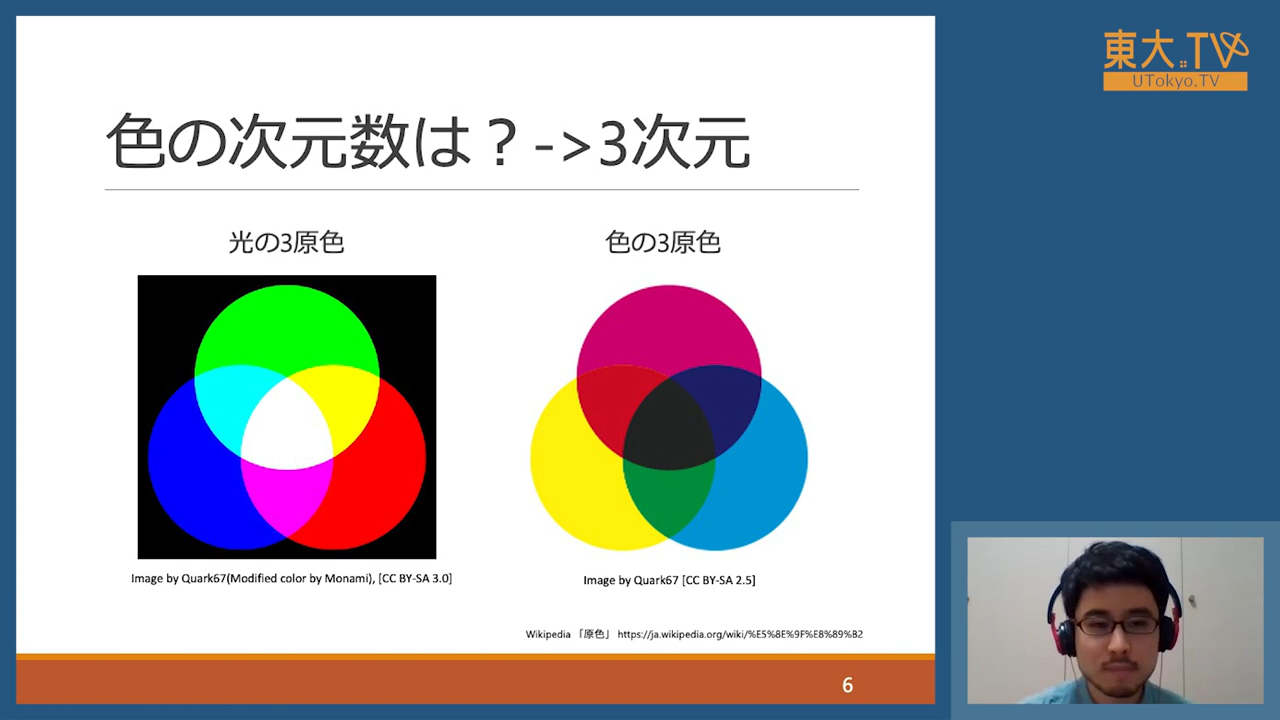 東大.TV
UTokyo.TV
色の次元数は？->3次元
光の3原色
色の3原色
Image by Quark67(Modified color by Monami), [CC BY-SA 3.0]
Image by Quark67 [CC BY-SA 2.5]
Wikipedia 「原色」 https://ja.wikipedia.org/wiki/%E5%8E%9F%E8%89%B2
6